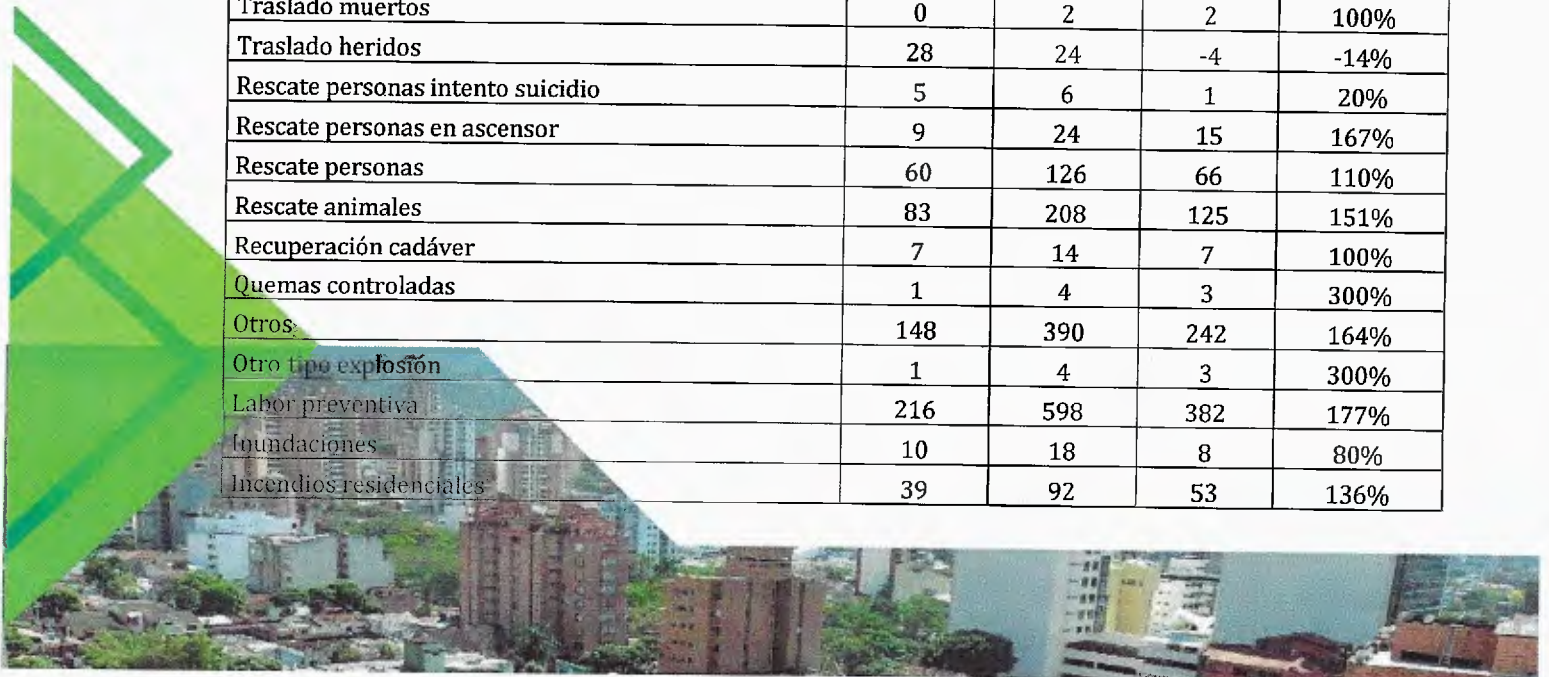 Traslado muertos 0 2 2 100%
Traslado heridos 28 24 -4 -14%
Rescate personas intento suicidio 5 6 1 20%
Rescate personas en ascensor 9 24 15 167%
Rescate personas 60 126 66 110%
Rescate animales 83 208 125 151%
Recuperación cadáver 7 14 7 100%
Quemas controladas 1 4 3 300%
Otros 148 390 242 164%
Otro tipo explosión 1 4 3 300%
Labor preventiva 216 598 382 177%
Inundaciones 10 18 8 80%
Incendios residenciales 39 92 53 136%